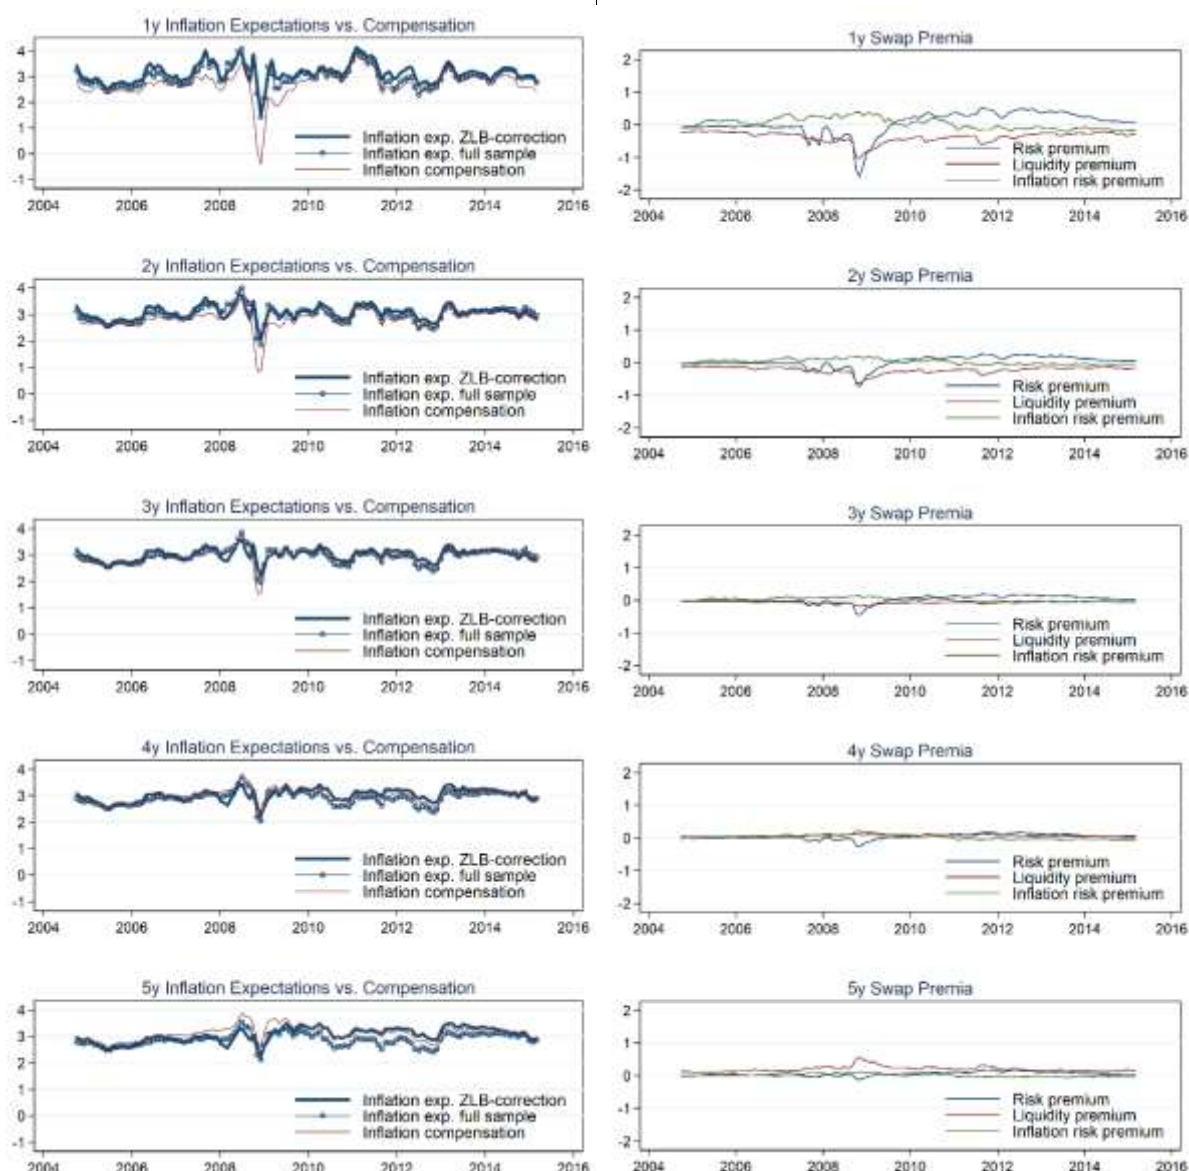 1y Inflation Expectations vs. Compensation
4
3
2
1
0
-1
Inflation exp. ZLB-correction
Inflation exp. full sample
Inflation compensation
2004 2006 2008 2010 2012 2014 2016
1y Swap Premia
2
1
0
-1
-2
Risk premium
Liquidity premium
Inflation risk premium
2004 2006 2008 2010 2012 2014 2016
2y Inflation Expectations vs. Compensation
4
3
2
1
0
-1
Inflation exp. ZLB-correction
Inflation exp. full sample
Inflation compensation
2004 2006 2008 2010 2012 2014 2016
2y Swap Premia
2
1
0
-1
-2
Risk premium
Liquidity premium
Inflation risk premium
2004 2006 2008 2010 2012 2014 2016
3y Inflation Expectations vs. Compensation
4
3
2
1
0
-1
Inflation exp. ZLB-correction
Inflation exp. full sample
Inflation compensation
2004 2006 2008 2010 2012 2014 2016
3y Swap Premia
2
1
0
-1
-2
Risk premium
Liquidity premium
Inflation risk premium
2004 2006 2008 2010 2012 2014 2016
4y Inflation Expectations vs. Compensation
4
3
2
1
0
-1
Inflation exp. ZLB-correction
Inflation exp. full sample
Inflation compensation
2004 2006 2008 2010 2012 2014 2016
4y Swap Premia
2
1
0
-1
-2
Risk premium
Liquidity premium
Inflation risk premium
2004 2006 2008 2010 2012 2014 2016
5y Inflation Expectations vs. Compensation
4
3
2
1
0
-1
Inflation exp. ZLB-correction
Inflation exp. full sample
Inflation compensation
2004 2006 2008 2010 2012 2014 2016
5y Swap Premia
2
1
0
-1
-2
Risk premium
Liquidity premium
Inflation risk premium
2004 2006 2008 2010 2012 2014 2016